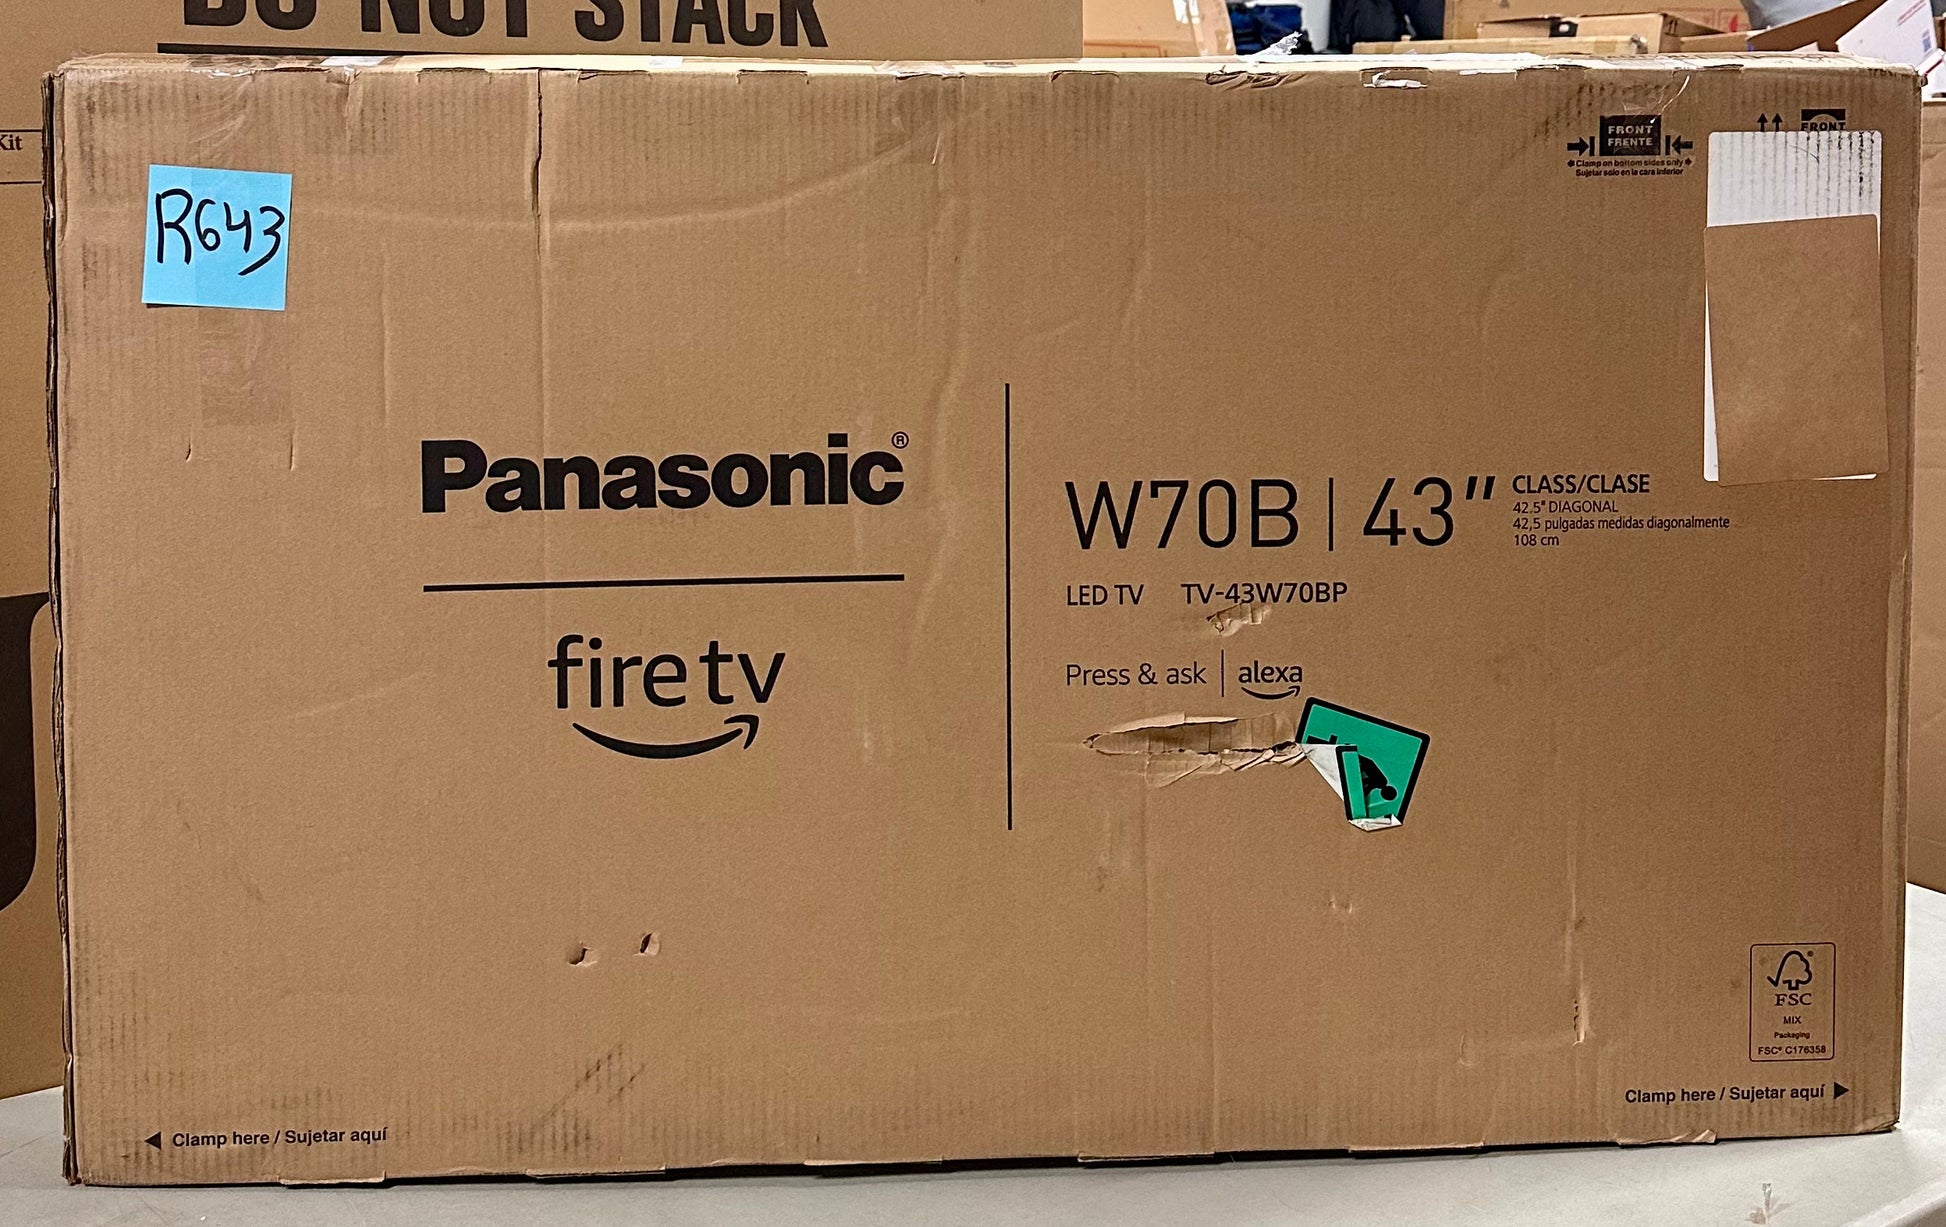 DO NOT STACK
Kit
R643
FRONT
FRENTE
Clamp on bottom sides only
Sujetar solo en la cara inferior
FRONT
Panasonic®
fire tv
W70B | 43"
CLASS/CLASE
42.5" DIAGONAL
42,5 pulgadas medidas diagonalmente
108 cm
LED TV TV-43W70BP
Press & ask | alexa
FSC
MIX
Packaging
FSC® C176358
Clamp here / Sujetar aquí
Clamp here / Sujetar aquí